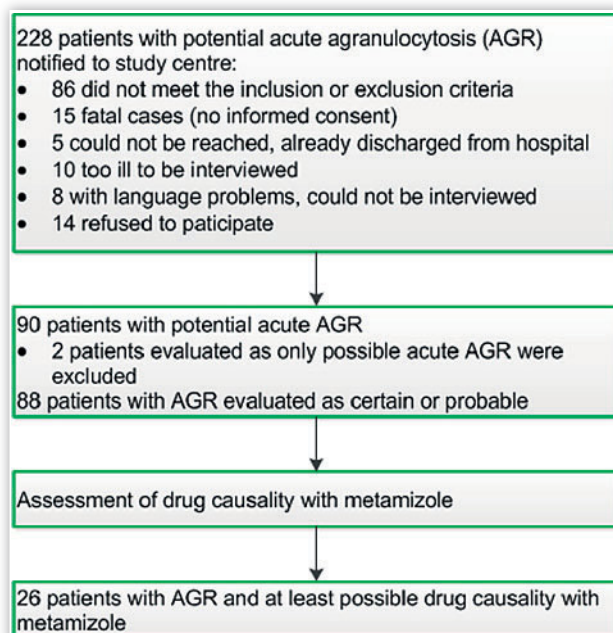 228 patients with potential acute agranulocytosis (AGR)
notified to study centre:
• 86 did not meet the inclusion or exclusion criteria
• 15 fatal cases (no informed consent)
• 5 could not be reached, already discharged from hospital
• 10 too ill to be interviewed
• 8 with language problems, could not be interviewed
• 14 refused to paticipate
90 patients with potential acute AGR
• 2 patients evaluated as only possible acute AGR were
excluded
88 patients with AGR evaluated as certain or probable
Assessment of drug causality with metamizole
26 patients with AGR and at least possible drug causality with
metamizole